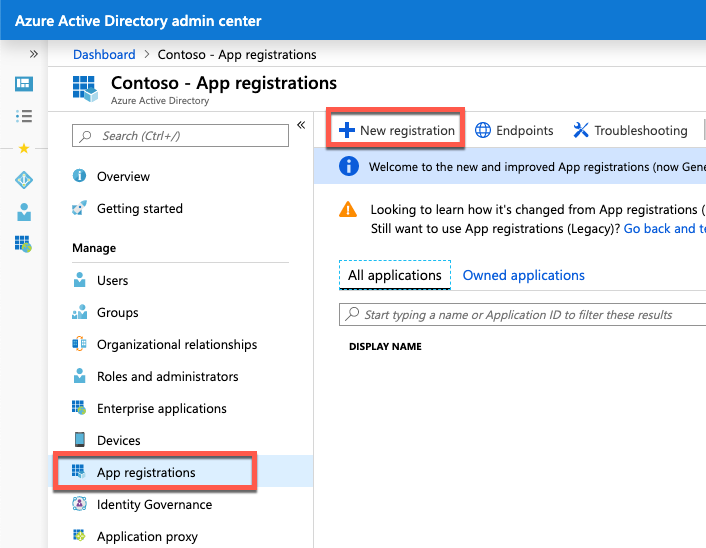 Azure Active Directory admin center
Dashboard > Contoso - App registrations
Contoso - App registrations
Azure Active Directory
Search (Ctrl+/)
Overview
Getting started
Manage
Users
Groups
Organizational relationships
Roles and administrators
Enterprise applications
Devices
App registrations
Identity Governance
Application proxy
New registration
Endpoints
Troubleshooting
Welcome to the new and improved App registrations (now Gene
Looking to learn how it's changed from App registrations (
Still want to use App registrations (Legacy)? Go back and te
All applications
Owned applications
Start typing a name or Application ID to filter these results
DISPLAY NAME